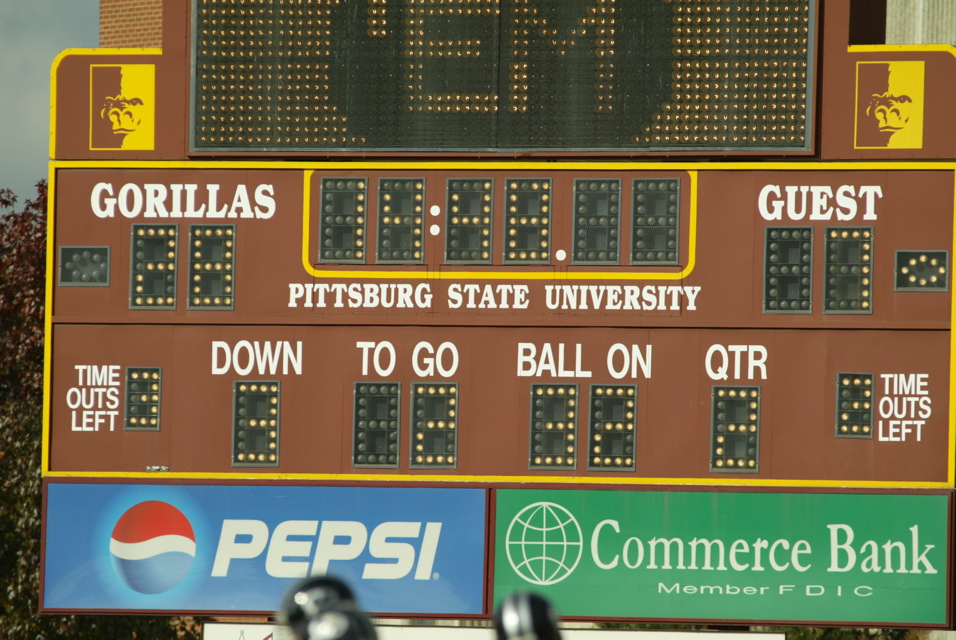 'EM
GORILLAS
GUEST
PITTSBURG STATE UNIVERSITY
DOWN
TO GO
BALL ON
QTR
TIME
OUTS
LEFT
TIME
OUTS
LEFT
PEPSI®
Commerce Bank
Member FDIC